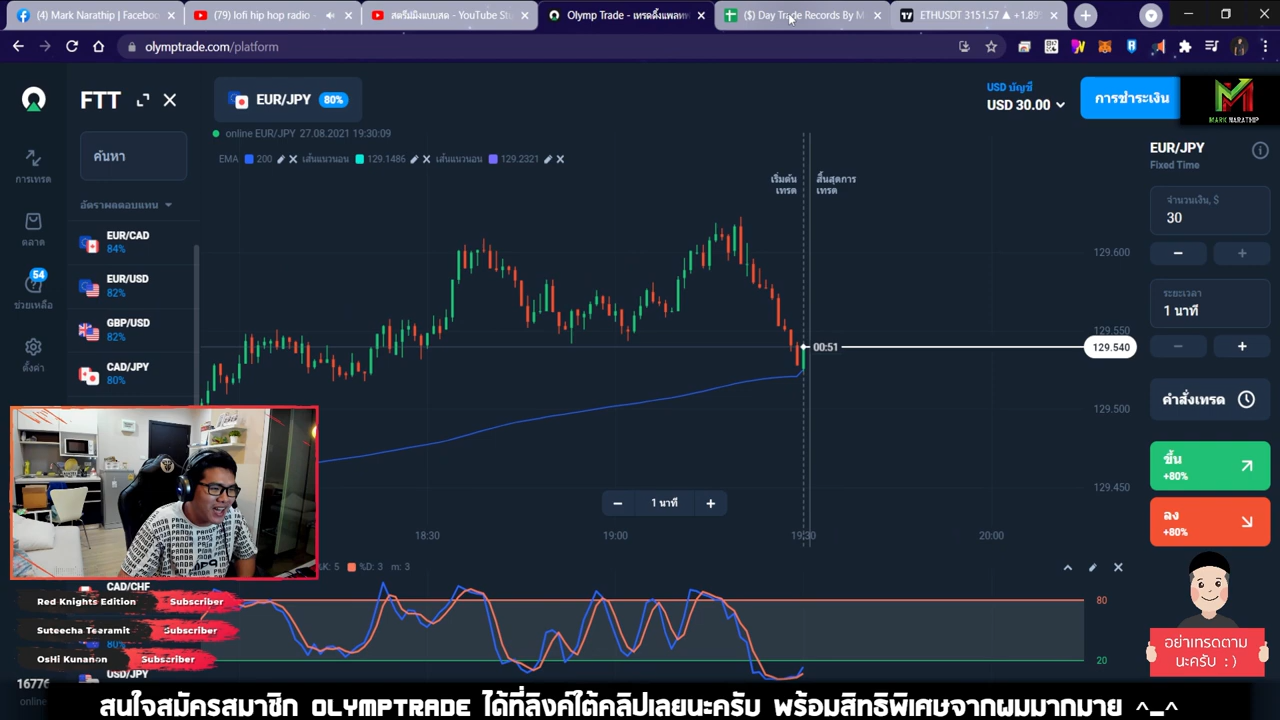 (4) Mark Narathip | Faceboo
(79) lofi hip hop radio -
สตรีมมิงแบบสด - YouTube Stu
Olymp Trade - เทรดดิ้งแพลทฟ
($) Day Trade Records By M
ETHUSDT 3151.57 ▲ +1.89%
olymptrade.com/platform
FTT
EUR/JPY 80%
USD บัญชี
USD 30.00
การชำระเงิน
MARK NARATHIP
online EUR/JPY 27.08.2021 19:30:09
EMA 200 เส้นแนวนอน 129.1486 เส้นแนวนอน 129.2321
ค้นหา
อัตราผลตอบแทน
EUR/CAD
84%
EUR/USD
82%
GBP/USD
82%
CAD/JPY
80%
การเทรด
ตลาด
54
ช่วยเหลือ
ตั้งค่า
เริ่มต้น
เทรด
สิ้นสุดการ
เทรด
129.600
129.550
00:51
129.540
129.500
129.450
1 นาที
18:30
19:00
19:30
20:00
EUR/JPY
Fixed Time
จำนวนเงิน, $
30
ระยะเวลา
1 นาที
คำสั่งเทรด
ขึ้น
+80%
ลง
+80%
%K: 5 %D: 3 m: 3
80
20
CAD/CHF
Red Knights Edition Subscriber
Suteecha Tearamit Subscriber
80%
OsHi Kunanon Subscriber
USD/JPY
16776
online
อย่าเทรดตาม
นะครับ : )
สนใจสมัครสมาชิก OLYMPTRADE ได้ที่ลิงค์ใต้คลิปเลยนะครับ พร้อมสิทธิพิเศษจากผมมากมาย ^_^